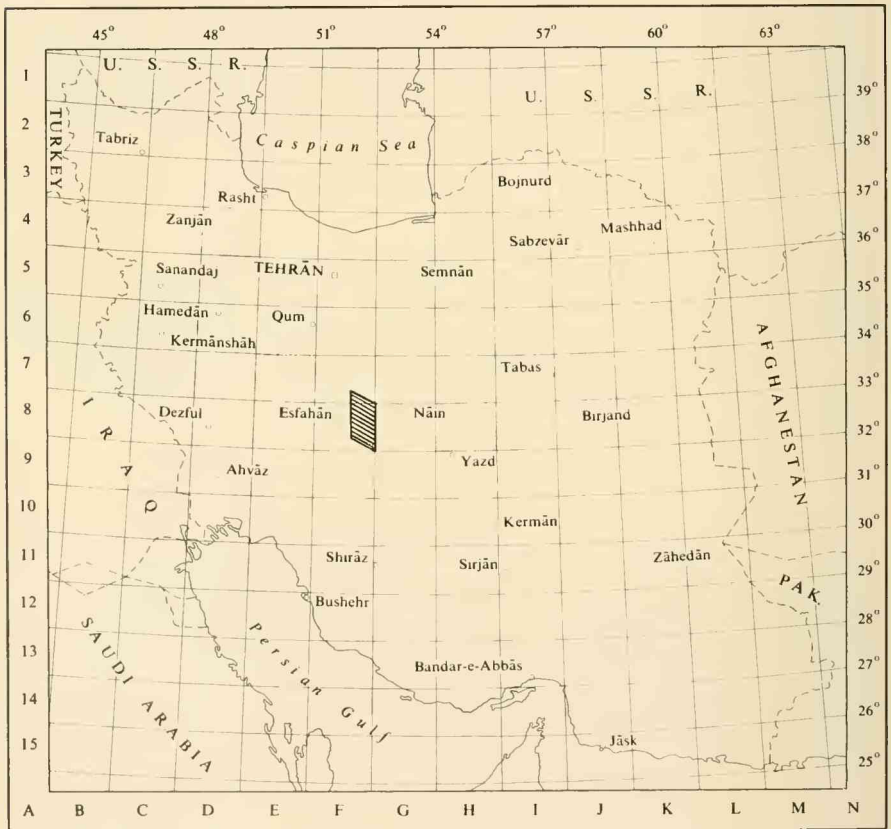 45° 48° 51° 54° 57° 60° 63°
1 U. S. S. R. U. S. S. R. 39°
2 TURKEY Tabriz Caspian Sea 38°
3 Rasht Bojnurd 37°
4 Zanjān Sabzevār Mashhad 36°
5 Sanandaj TEHRĀN Semnān 35°
6 Hamedān Qum 34°
Kermānshāh
7 Tabas AFGHANESTAN 33°
8 IRAQ Dezful Esfahān Nāin Birjand 32°
9 Ahvāz Yazd 31°
10 Kermān 30°
11 Shirāz Sirjān Zāhedān 29°
12 Bushehr PAK. 28°
13 SAUDI ARABIA Persian Gulf Bandar-e-Abbās 27°
14 26°
15 Jāsk 25°
A B C D E F G H I J K L M N